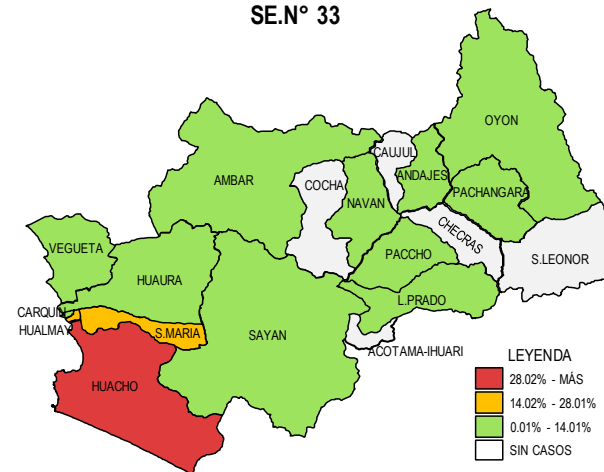 SE.N° 33
OYON
CAUJUL
ANDAJES
COCHA
AMBAR
PACHANGARA
NAVAN
CHECRAS
VEGUETA
PACCHO
S.LEONOR
HUAURA
L.PRADO
CARQUIN
HUALMAY
S.MARIA
SAYAN
ACOTAMA-IHUARI
HUACHO
LEYENDA
28.02% - MÁS
14.02% - 28.01%
0.01% - 14.01%
SIN CASOS